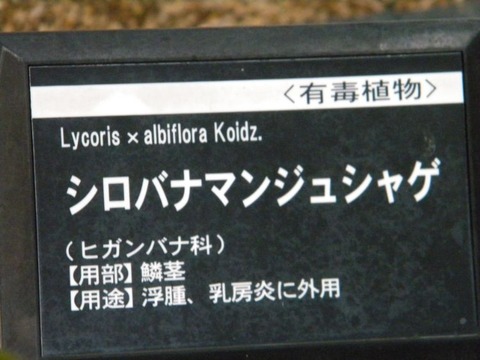 〈有毒植物〉
Lycoris × albiflora Koidz.
シロバナマンジュシャゲ
（ヒガンバナ科）
【用部】鱗茎
【用途】浮腫、乳房炎に外用